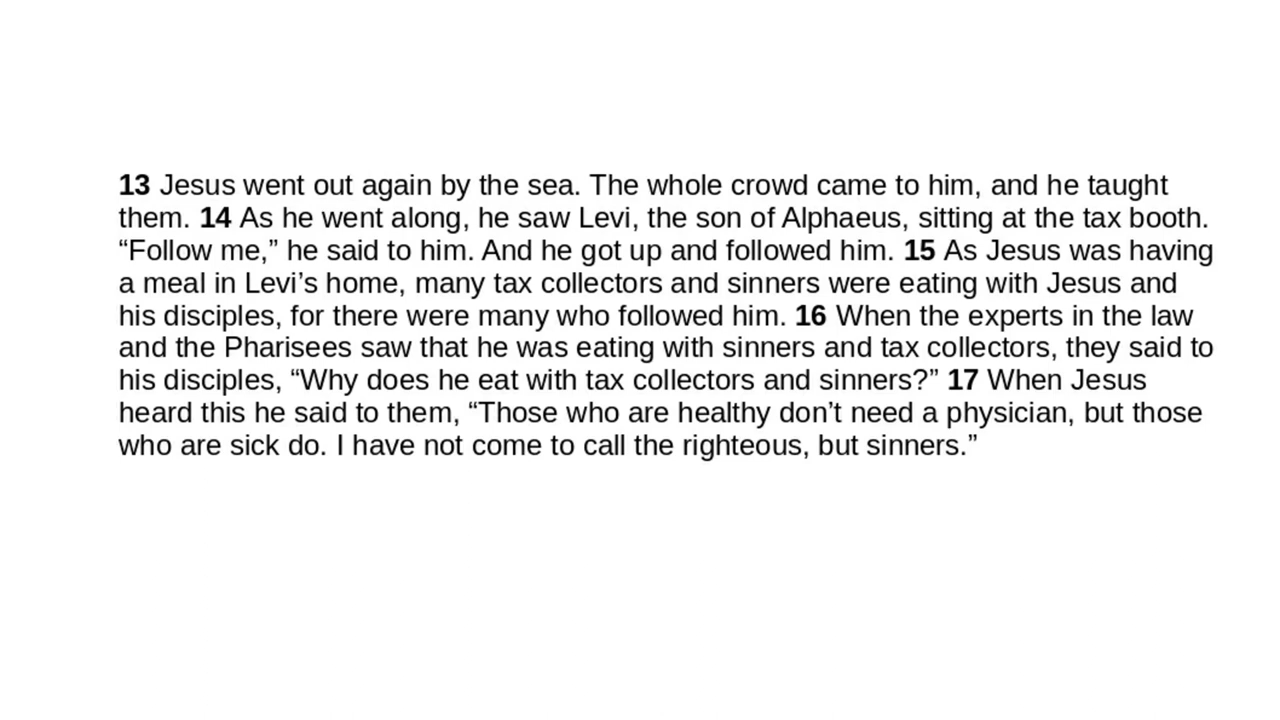 13 Jesus went out again by the sea. The whole crowd came to him, and he taught
them. 14 As he went along, he saw Levi, the son of Alphaeus, sitting at the tax booth.
“Follow me,” he said to him. And he got up and followed him. 15 As Jesus was having
a meal in Levi’s home, many tax collectors and sinners were eating with Jesus and
his disciples, for there were many who followed him. 16 When the experts in the law
and the Pharisees saw that he was eating with sinners and tax collectors, they said to
his disciples, “Why does he eat with tax collectors and sinners?” 17 When Jesus
heard this he said to them, “Those who are healthy don’t need a physician, but those
who are sick do. I have not come to call the righteous, but sinners.”